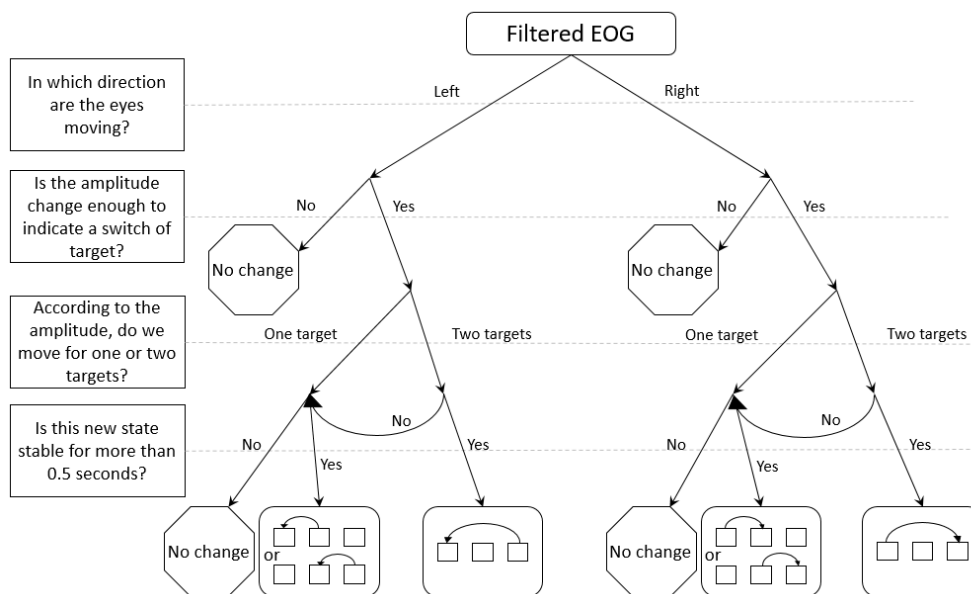 Filtered EOG
In which direction
are the eyes
moving?
Left
Right
Is the amplitude
change enough to
indicate a switch of
target?
No
Yes
No
Yes
No change
No change
According to the
amplitude, do we
move for one or two
targets?
One target
Two targets
One target
Two targets
Is this new state
stable for more than
0.5 seconds?
No
Yes
No
Yes
No
Yes
No
Yes
No change
or
No change
or